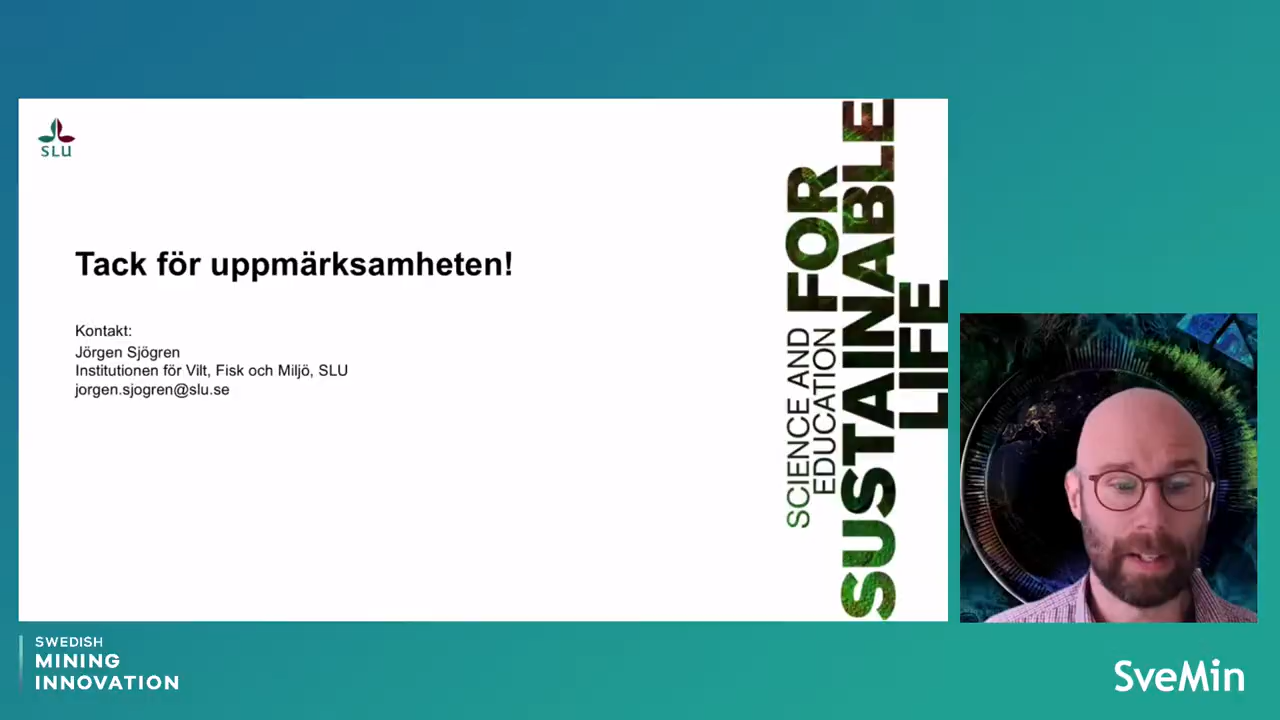 SLU
Tack för uppmärksamheten!
Kontakt:
Jörgen Sjögren
Institutionen för Vilt, Fisk och Miljö, SLU
jorgen.sjogren@slu.se
SCIENCE AND
EDUCATION FOR
SUSTAINABLE
LIFE
SWEDISH
MINING
INNOVATION
SveMin